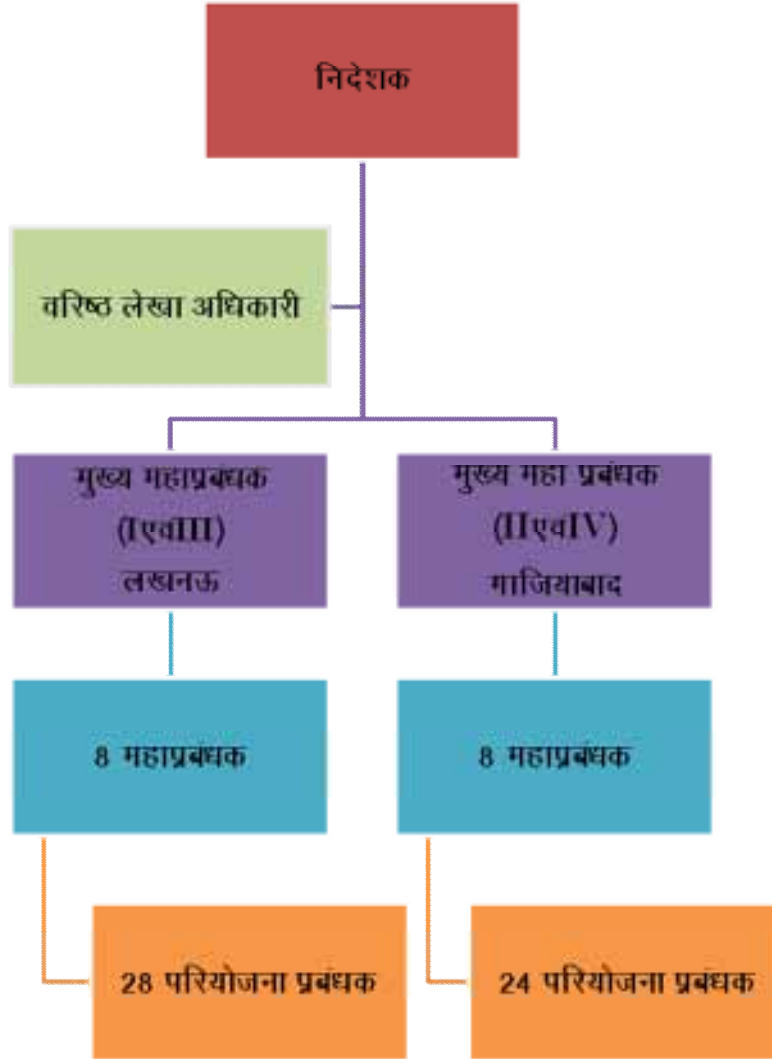 निदेशक
वरिष्ठ लेखा अधिकारी
मुख्य महाप्रबंधक
(IएवIII)
लखनऊ
मुख्य महा प्रबंधक
(IIएवIV)
गाजियाबाद
8 महाप्रबंधक
8 महाप्रबंधक
28 परियोजना प्रबंधक
24 परियोजना प्रबंधक